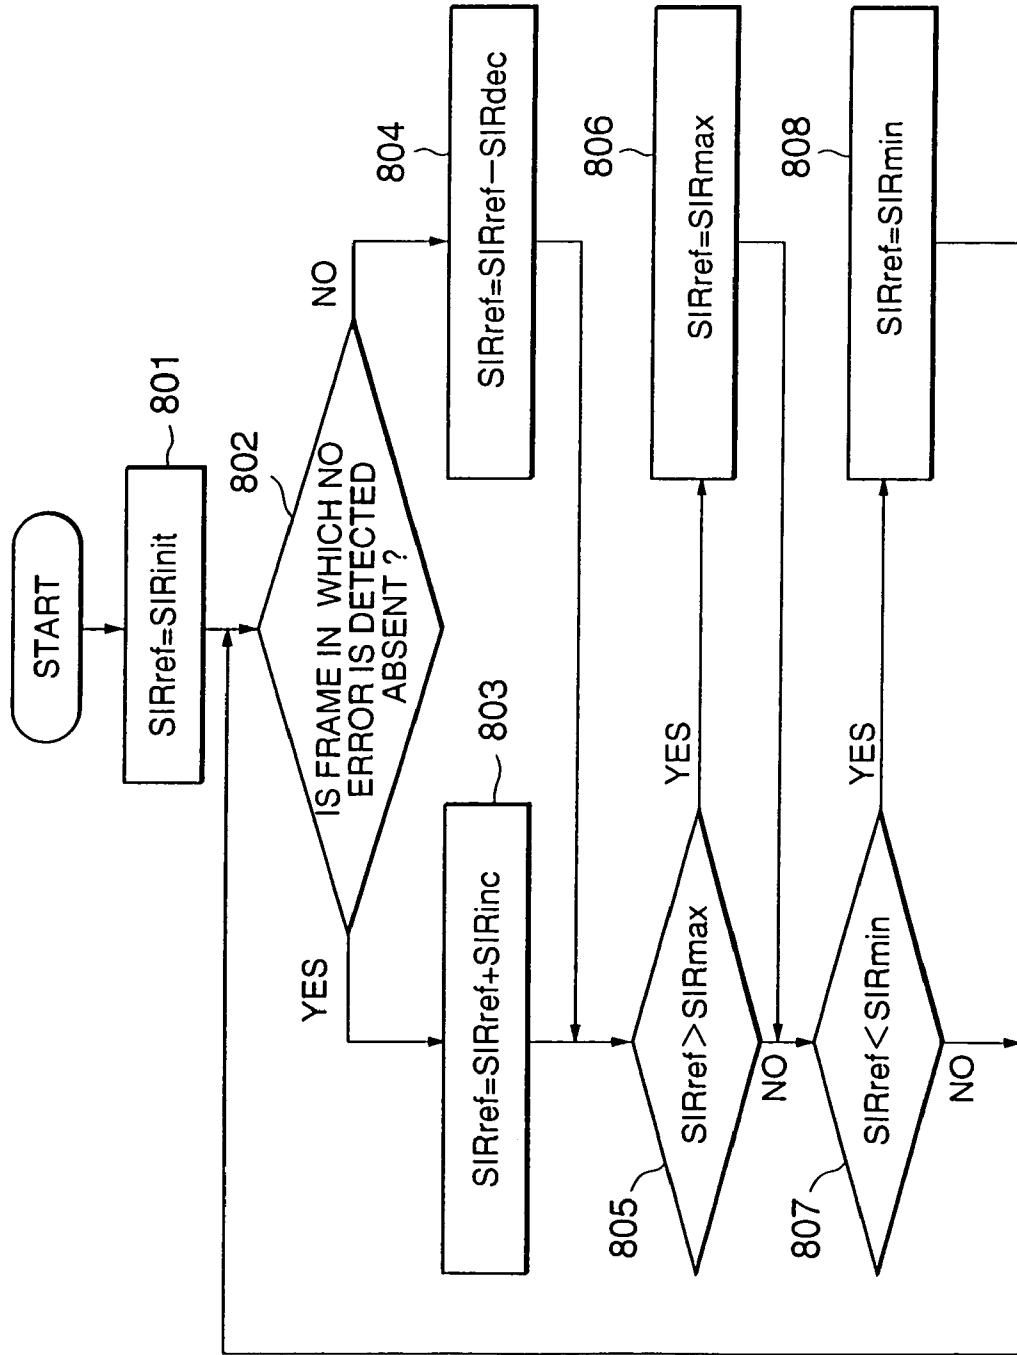 START
801
SIRref=SIRinit
802
IS FRAME IN WHICH NO
ERROR IS DETECTED
ABSENT ?
YES
NO
803
SIRref=SIRref+SIRinc
804
SIRref=SIRref−SIRdec
805
SIRref>SIRmax
YES
NO
806
SIRref=SIRmax
807
SIRref<SIRmin
YES
NO
808
SIRref=SIRmin